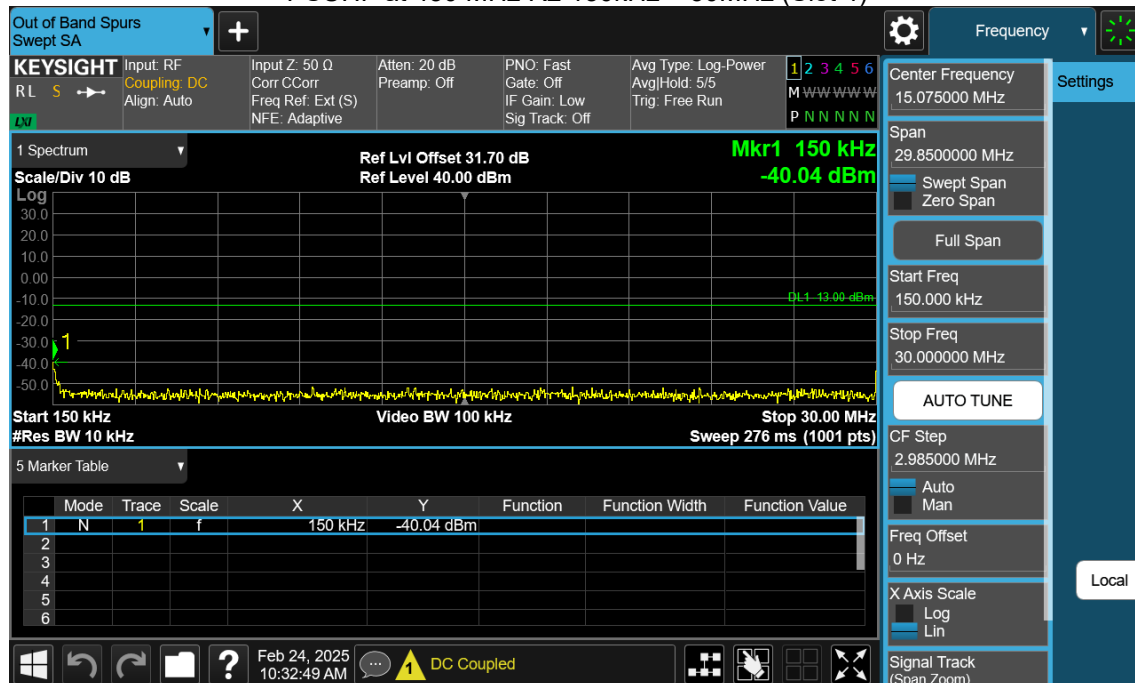 Out of Band Spurs
Swept SA
Frequency
KEYSIGHT
RL S
LXI
Input: RF
Coupling: DC
Align: Auto
Input Z: 50 Ω
Corr CCorr
Freq Ref: Ext (S)
NFE: Adaptive
Atten: 20 dB
Preamp: Off
PNO: Fast
Gate: Off
IF Gain: Low
Sig Track: Off
Avg Type: Log-Power
Avg|Hold: 5/5
Trig: Free Run
1 2 3 4 5 6
M W W W W W
P N N N N N
1 Spectrum
Scale/Div 10 dB
Ref Lvl Offset 31.70 dB
Ref Level 40.00 dBm
Mkr1 150 kHz
-40.04 dBm
Log
30.0
20.0
10.0
0.00
-10.0
-20.0
-30.0
-40.0
-50.0
DL1 -13.00 dBm
1
Start 150 kHz
#Res BW 10 kHz
Video BW 100 kHz
Stop 30.00 MHz
Sweep 276 ms (1001 pts)
5 Marker Table
Mode Trace Scale X Y Function Function Width Function Value
1 N 1 f 150 kHz -40.04 dBm
2
3
4
5
6
Feb 24, 2025
10:32:49 AM
1
DC Coupled
Center Frequency
15.075000 MHz
Span
29.8500000 MHz
Swept Span
Zero Span
Full Span
Start Freq
150.000 kHz
Stop Freq
30.000000 MHz
AUTO TUNE
CF Step
2.985000 MHz
Auto
Man
Freq Offset
0 Hz
X Axis Scale
Log
Lin
Signal Track
(Span Zoom)
Settings
Local